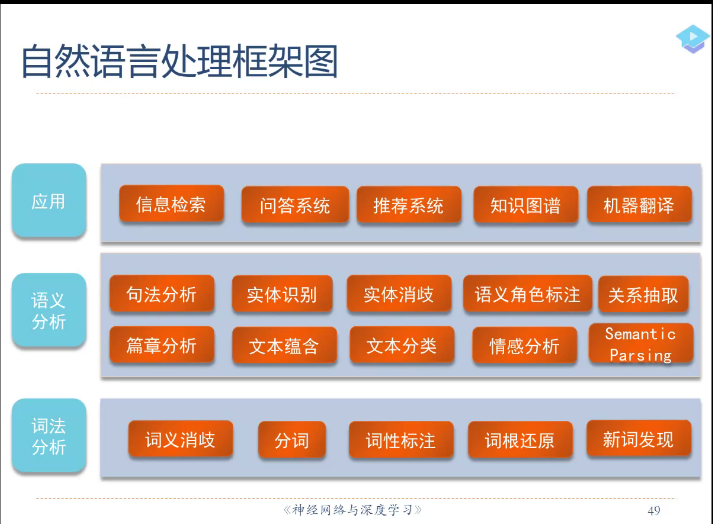 自然语言处理框架图
应用
信息检索
问答系统
推荐系统
知识图谱
机器翻译
语义
分析
句法分析
实体识别
实体消歧
语义角色标注
关系抽取
篇章分析
文本蕴含
文本分类
情感分析
Semantic
Parsing
词法
分析
词义消歧
分词
词性标注
词根还原
新词发现
《神经网络与深度学习》
49